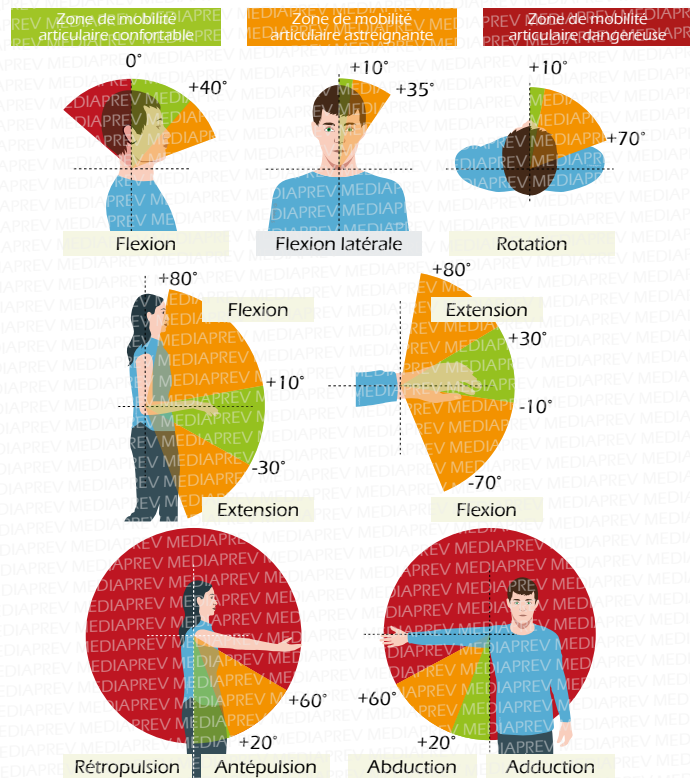 Zone de mobilité
articulaire confortable
Zone de mobilité
articulaire astreignante
Zone de mobilité
articulaire dangereuse
0°
+40°
+10°
+35°
+10°
+70°
Flexion
Flexion latérale
Rotation
+80°
Flexion
+10°
-30°
Extension
+80°
Extension
+30°
-10°
-70°
Flexion
+60°
+20°
Rétropulsion
Antépulsion
+60°
+20°
Abduction
Adduction
MEDIAPREV